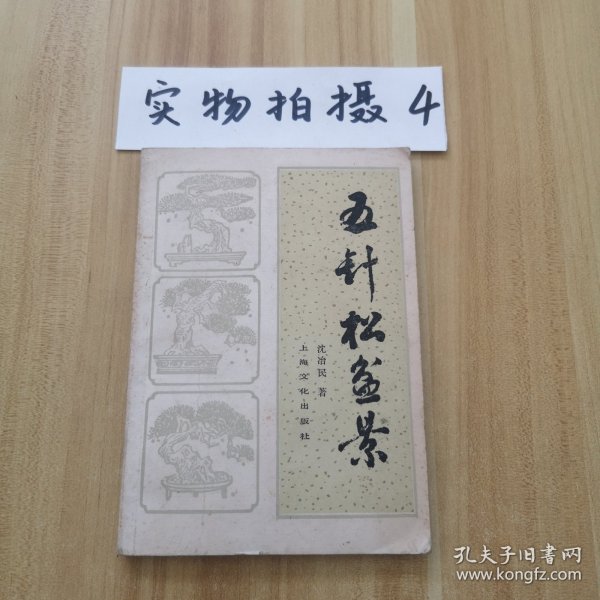 实物拍摄4
五针松盆景
沈冶民 著
上海文化出版社
孔夫子旧书网
www.kongfz.com